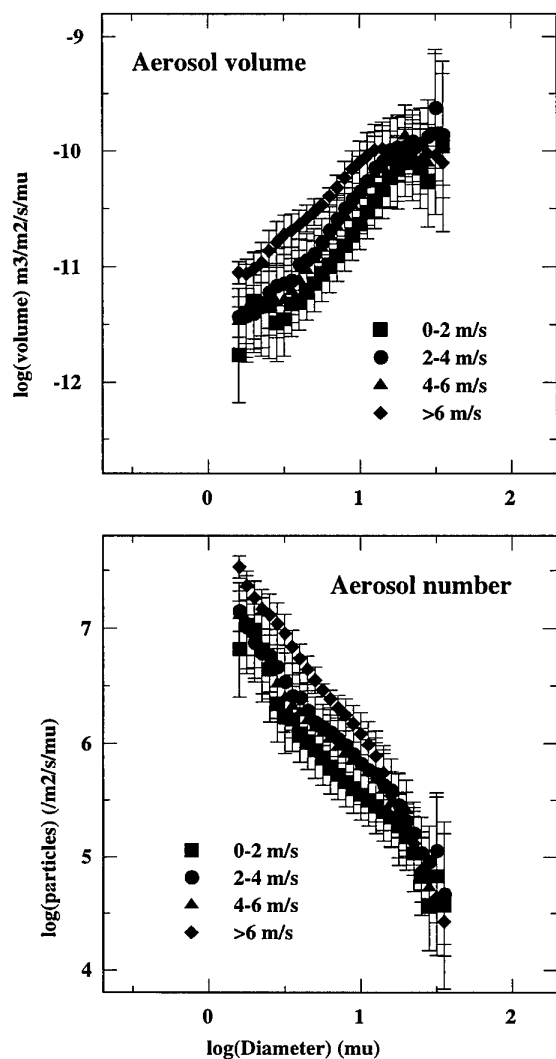 -9
Aerosol volume
-10
-11
-12
log(volume) m3/m2/s/mu
0-2 m/s
2-4 m/s
4-6 m/s
>6 m/s
0 1 2
Aerosol number
7
6
5
4
log(particles) (/m2/s/mu)
0-2 m/s
2-4 m/s
4-6 m/s
>6 m/s
0 1 2
log(Diameter) (mu)